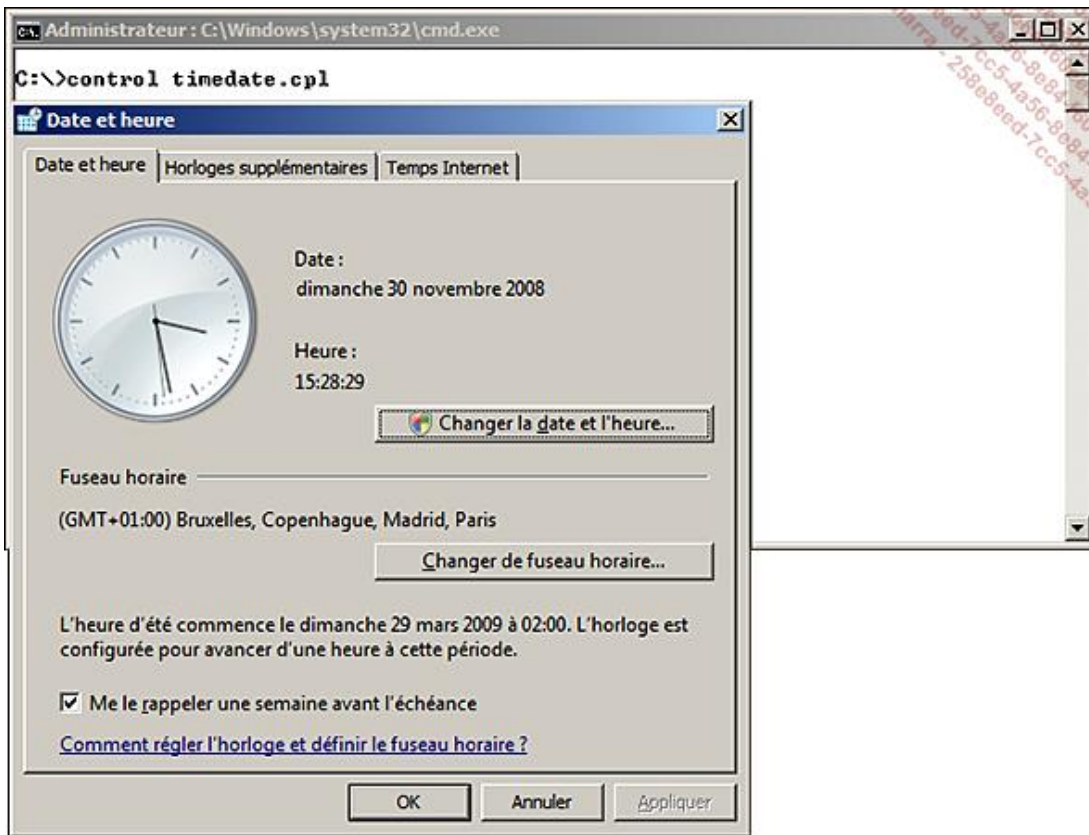 Administrateur : C:\Windows\system32\cmd.exe
C:\>control timedate.cpl
Date et heure
Date et heure
Horloges supplémentaires
Temps Internet
Date :
dimanche 30 novembre 2008
Heure :
15:28:29
Changer la date et l'heure...
Fuseau horaire
(GMT+01:00) Bruxelles, Copenhague, Madrid, Paris
Changer de fuseau horaire...
L'heure d'été commence le dimanche 29 mars 2009 à 02:00. L'horloge est
configurée pour avancer d'une heure à cette période.
Me le rappeler une semaine avant l'échéance
Comment régler l'horloge et définir le fuseau horaire ?
OK
Annuler
Appliquer